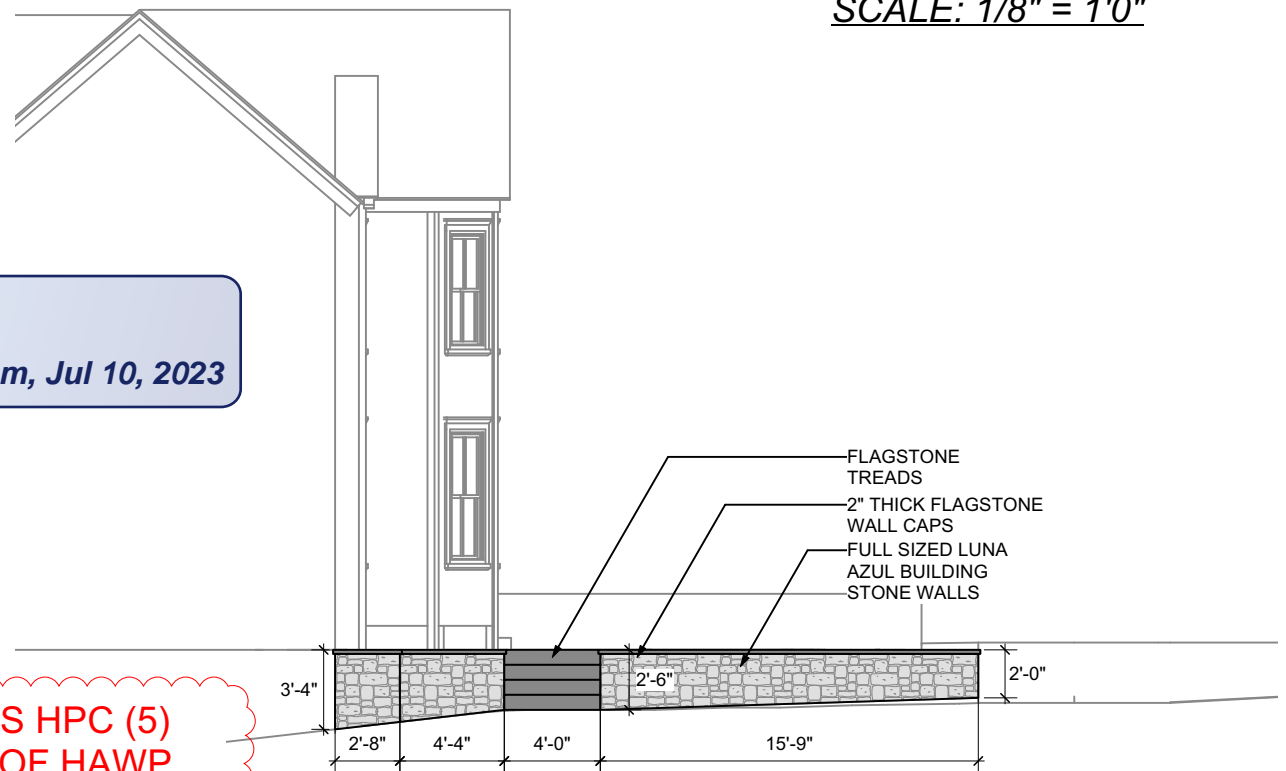 SCALE: 1/8" = 1'0"
m, Jul 10, 2023
FLAGSTONE
TREADS
2" THICK FLAGSTONE
WALL CAPS
FULL SIZED LUNA
AZUL BUILDING
STONE WALLS
3'-4"
2'-6"
2'-0"
S HPC (5)
OF HAWP
2'-8"
4'-4"
4'-0"
15'-9"